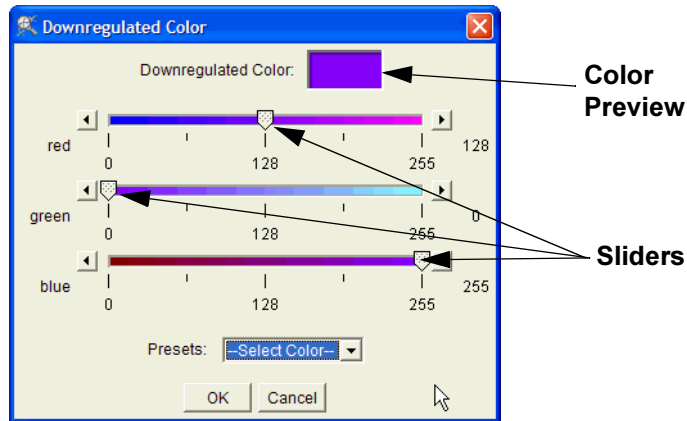 Downregulated Color
Downregulated Color:
Color
Preview
red
0 128 255
128
green
0 128 255
0
Sliders
blue
0 128 255
255
Presets: --Select Color--
OK Cancel